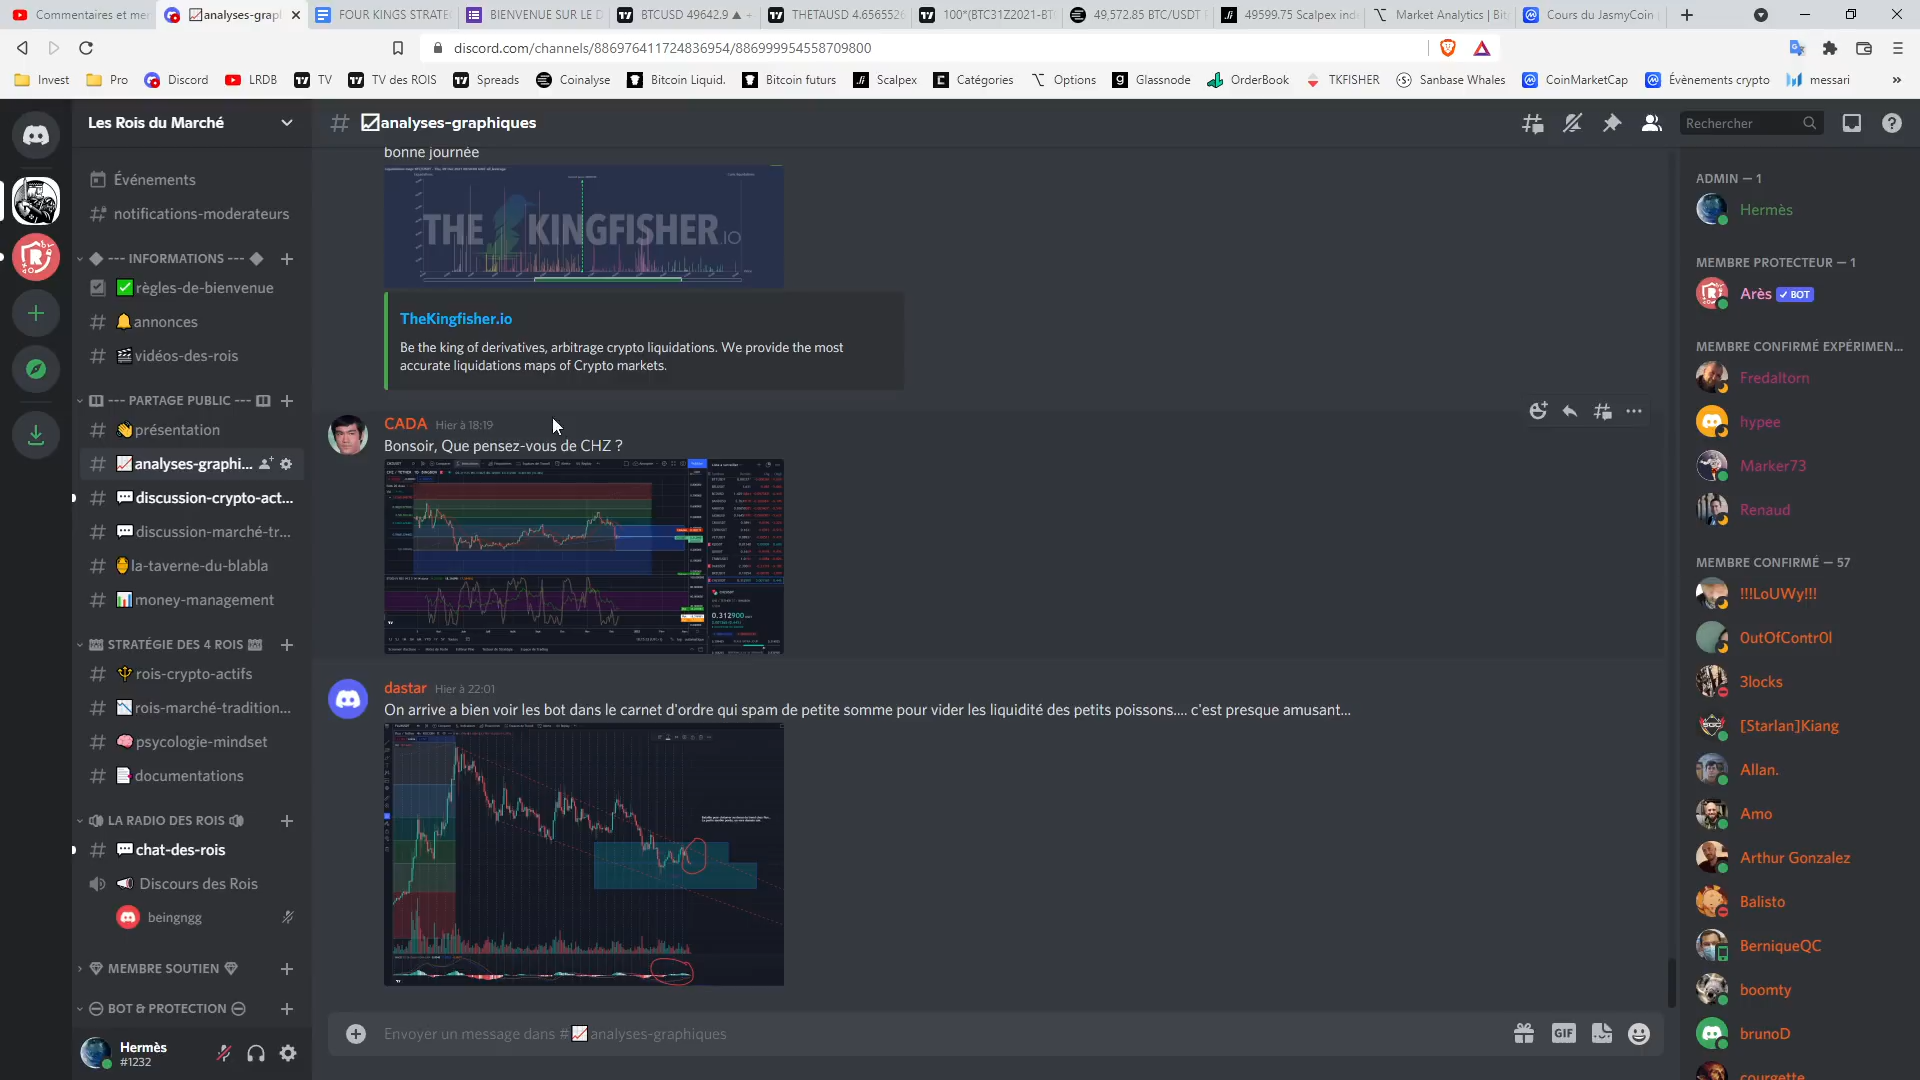 Commentaires et me
analyses-grap
FOUR KINGS STRATE
BIENVENUE SUR LE D
BTCUSD 49642.9
THETAUSD 4.6565526
100*(BTC31Z2021-BT
49,572.85 BTC/USDT
49599.75 Scalpex ind
Market Analytics | Bit
Cours du JasmyCoin
discord.com/channels/886976411724836954/886999954558709800
Invest
Pro
Discord
LRDB
TV
TV des ROIS
Spreads
Coinalyse
Bitcoin Liquid.
Bitcoin futurs
Scalpex
Catégories
Options
Glassnode
OrderBook
TKFISHER
Sanbase Whales
CoinMarketCap
Évènements crypto
messari
Les Rois du Marché
Événements
notifications-moderateurs
--- INFORMATIONS ---
règles-de-bienvenue
annonces
vidéos-des-rois
--- PARTAGE PUBLIC ---
présentation
analyses-graphi...
discussion-crypto-act...
discussion-marché-tr...
la-taverne-du-blabla
money-management
STRATÉGIE DES 4 ROIS
rois-crypto-actifs
rois-marché-tradition...
psycologie-mindset
documentations
LA RADIO DES ROIS
chat-des-rois
Discours des Rois
beingngg
MEMBRE SOUTIEN
BOT & PROTECTION
Hermès
#1232
analyses-graphiques
Rechercher
bonne journée
THE KINGFISHER.IO
TheKingfisher.io
Be the king of derivatives, arbitrage crypto liquidations. We provide the most
accurate liquidations maps of Crypto markets.
CADA Hier à 18:19
Bonsoir, Que pensez-vous de CHZ ?
0.312900
dastar Hier à 22:01
On arrive a bien voir les bot dans le carnet d'ordre qui spam de petite somme pour vider les liquidité des petits poissons.... c'est presque amusant...
Envoyer un message dans #analyses-graphiques
GIF
ADMIN — 1
Hermès
MEMBRE PROTECTEUR — 1
Arès BOT
MEMBRE CONFIRMÉ EXPÉRIMEN...
Fredaltorn
hypee
Marker73
Renaud
MEMBRE CONFIRMÉ — 57
!!!LoUWy!!!
0utOfContr0l
3locks
[Starlan]Kiang
Allan.
Amo
Arthur Gonzalez
Balisto
BerniqueQC
boomty
brunoD
courgette